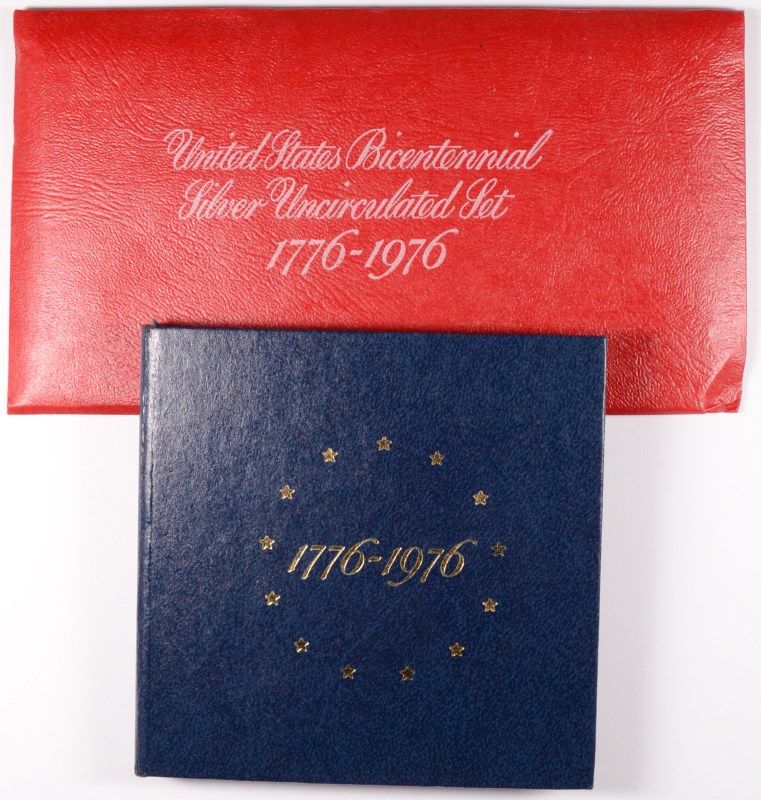 United States Bicentennial
Silver Uncirculated Set
1776-1976
1776-1976